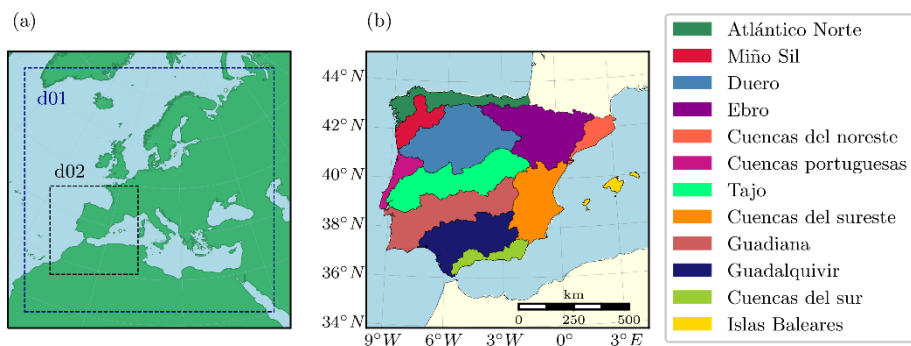 (a)
d01
d02
(b)
44°N
43°N
42°N
40°N
39°N
38°N
36°N
34°N
9°W
6°W
3°W
0°
3°E
km
0
250
500
Atlántico Norte
Miño Sil
Duero
Ebro
Cuencas del noreste
Cuencas portuguesas
Tajo
Cuencas del sureste
Guadiana
Guadalquivir
Cuencas del sur
Islas Baleares